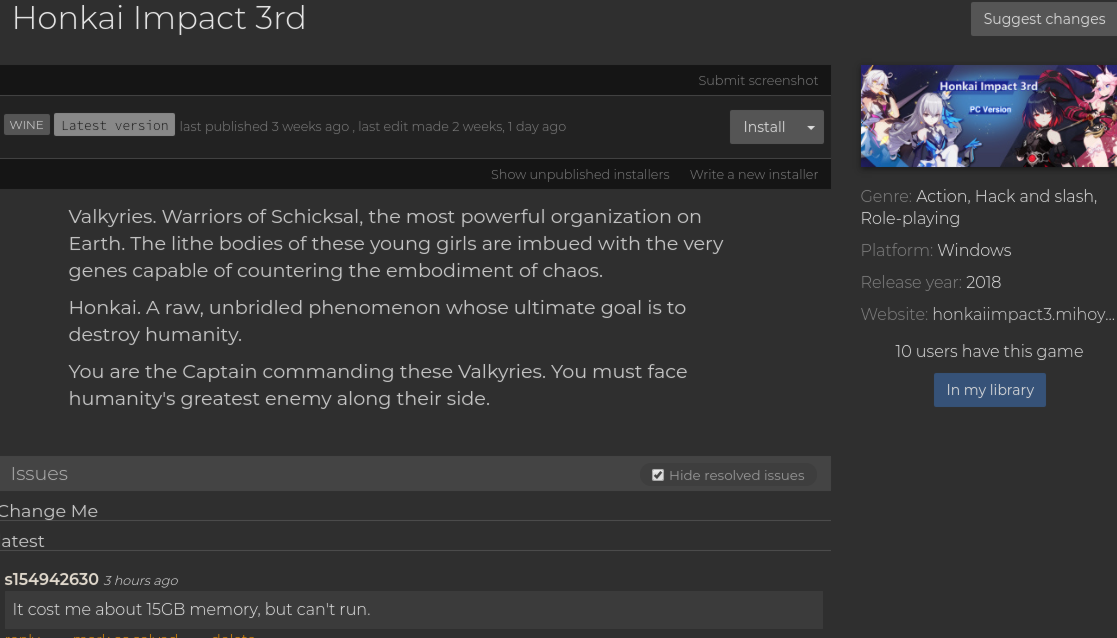 Honkai Impact 3rd
Suggest changes
Submit screenshot
WINE Latest version last published 3 weeks ago , last edit made 2 weeks, 1 day ago
Install
Show unpublished installers Write a new installer
Valkyries. Warriors of Schicksal, the most powerful organization on
Earth. The lithe bodies of these young girls are imbued with the very
genes capable of countering the embodiment of chaos.
Honkai. A raw, unbridled phenomenon whose ultimate goal is to
destroy humanity.
You are the Captain commanding these Valkyries. You must face
humanity's greatest enemy along their side.
Honkai Impact 3rd
PC Version
Genre: Action, Hack and slash,
Role-playing
Platform: Windows
Release year: 2018
Website: honkaiimpact3.mihoy...
10 users have this game
In my library
Issues
Hide resolved issues
Change Me
atest
s154942630 3 hours ago
It cost me about 15GB memory, but can't run.
reply mark as solved delete